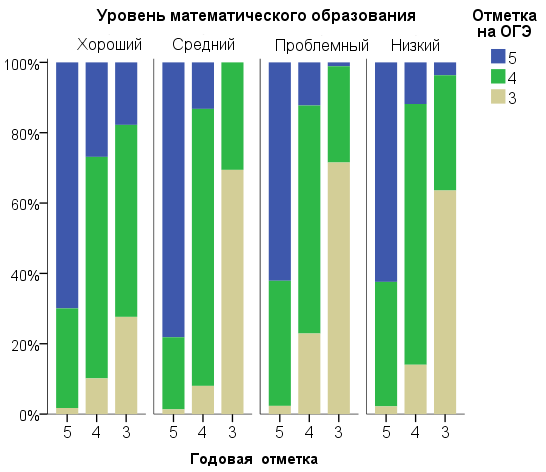 Уровень математического образования
Отметка
на ОГЭ
Хороший Средний Проблемный Низкий
5
4
3
100%
80%
60%
40%
20%
0%
5 4 3 5 4 3 5 4 3 5 4 3
Годовая отметка